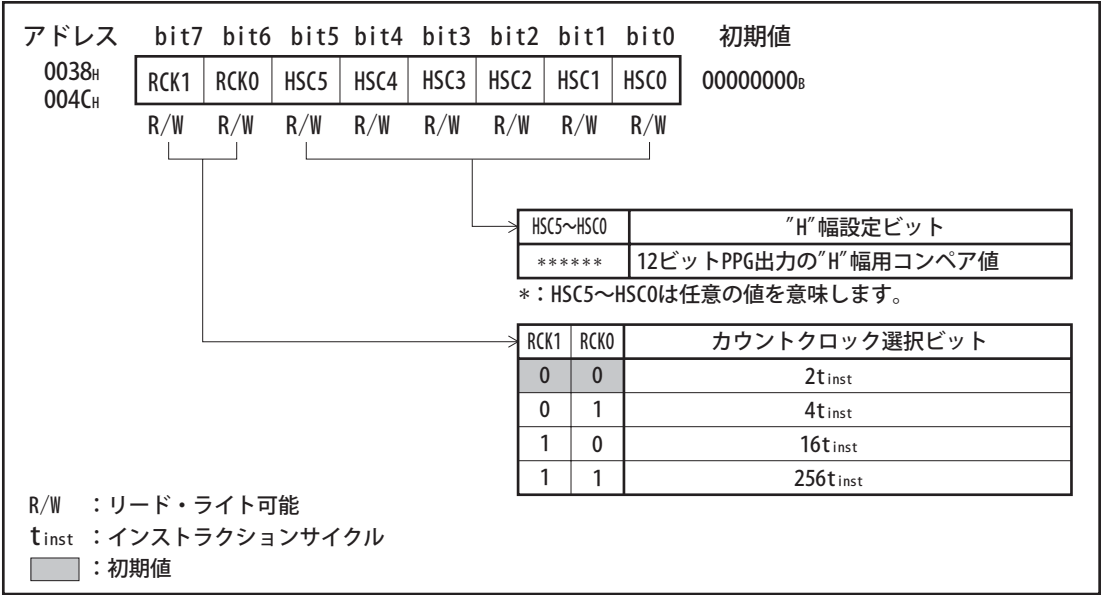 アドレス bit7 bit6 bit5 bit4 bit3 bit2 bit1 bit0 初期値
0038H RCK1 RCK0 HSC5 HSC4 HSC3 HSC2 HSC1 HSC0 00000000B
004CH
R/W R/W R/W R/W R/W R/W R/W R/W
HSC5～HSC0 ″H″幅設定ビット
****** 12ビットPPG出力の″H″幅用コンペア値
*：HSC5～HSC0は任意の値を意味します。
RCK1 RCK0 カウントクロック選択ビット
0 0 2tinst
0 1 4tinst
1 0 16tinst
1 1 256tinst
R/W ：リード・ライト可能
tinst ：インストラクションサイクル
：初期値